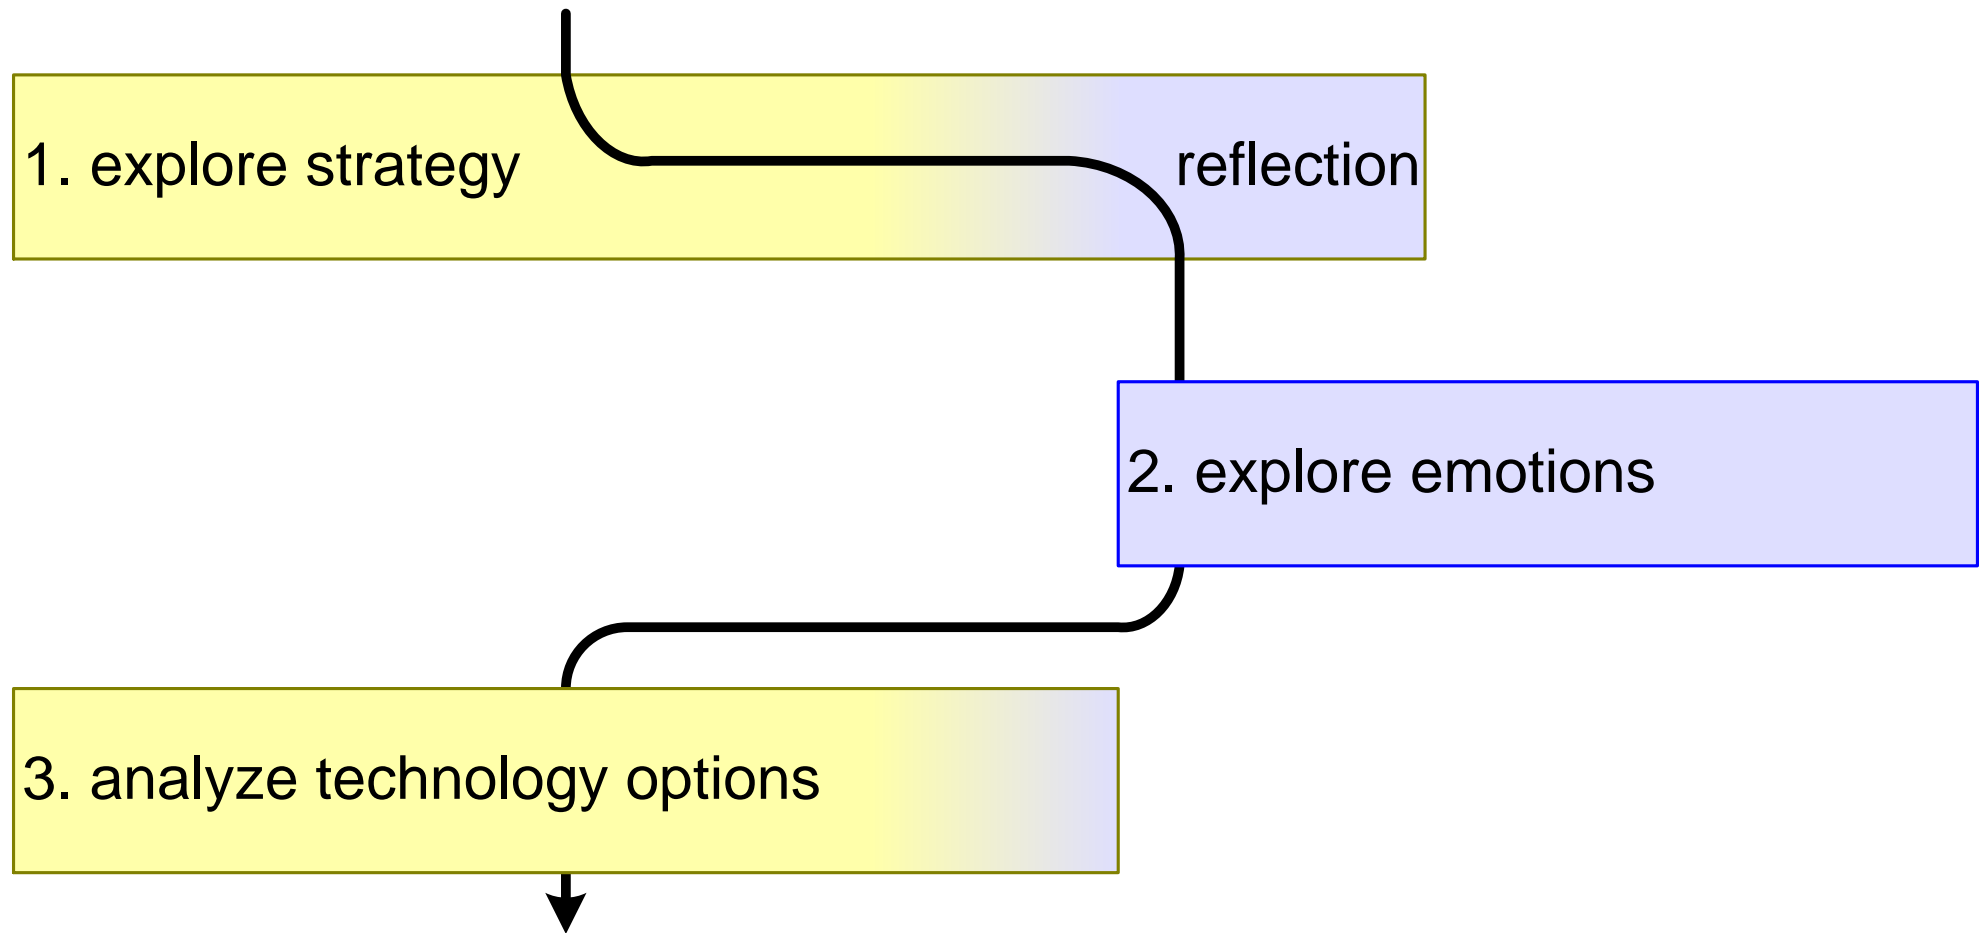 1. explore strategy reflection
2. explore emotions
3. analyze technology options